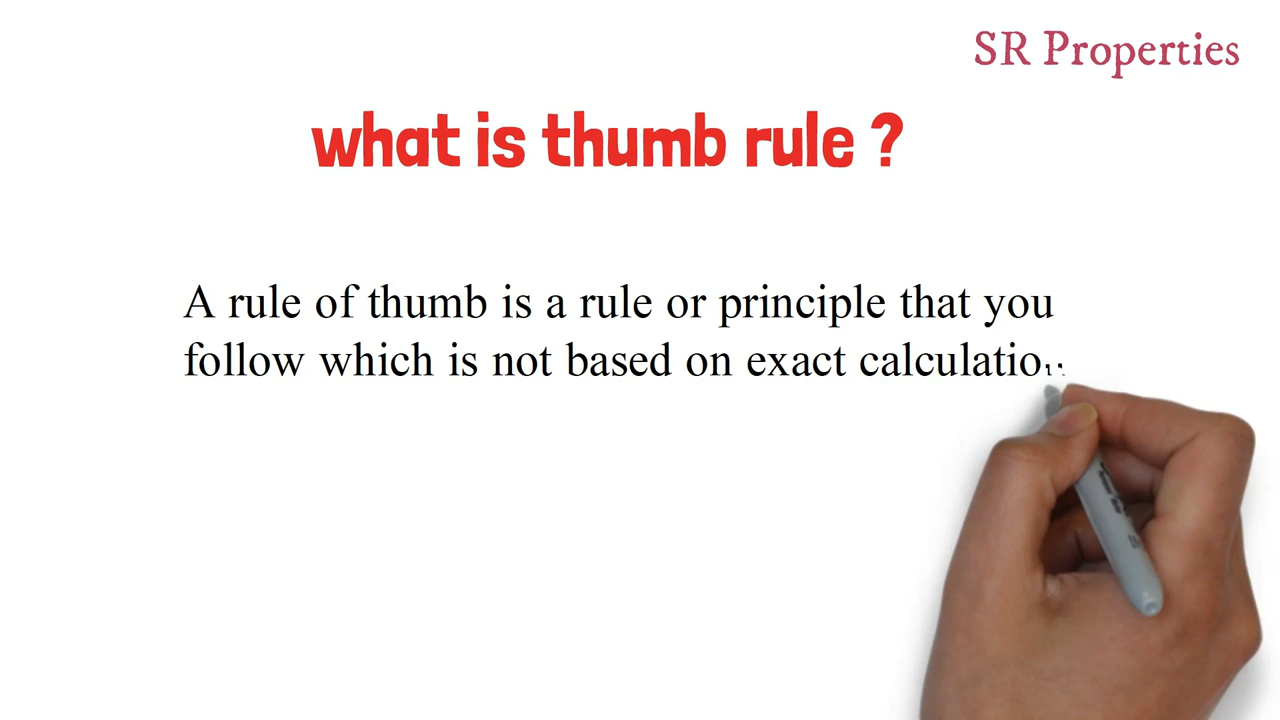 SR Properties
what is thumb rule ?
A rule of thumb is a rule or principle that you
follow which is not based on exact